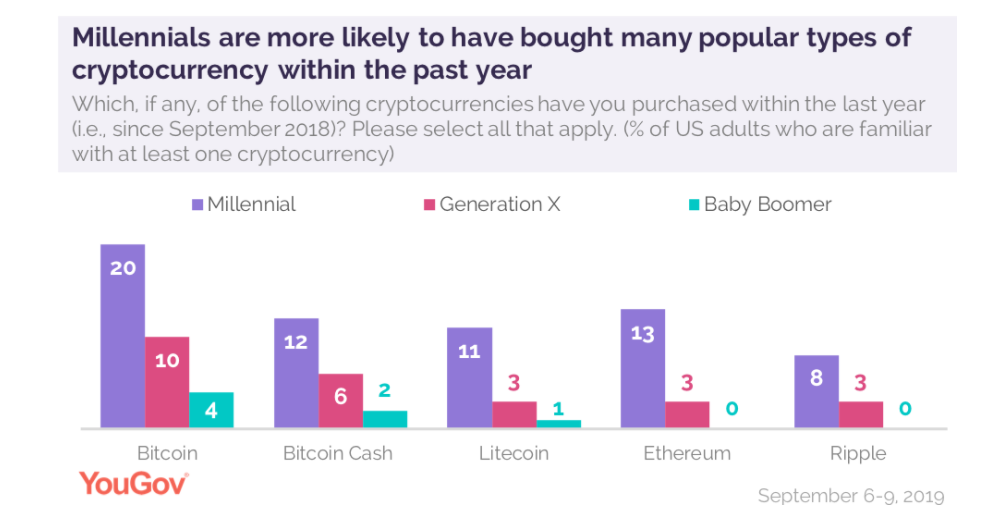 Millennials are more likely to have bought many popular types of
cryptocurrency within the past year
Which, if any, of the following cryptocurrencies have you purchased within the last year
(i.e., since September 2018)? Please select all that apply. (% of US adults who are familiar
with at least one cryptocurrency)
Millennial Generation X Baby Boomer
20 10 4
12 6 2
11 3 1
13 3 0
8 3 0
Bitcoin Bitcoin Cash Litecoin Ethereum Ripple
YouGov®
September 6-9, 2019